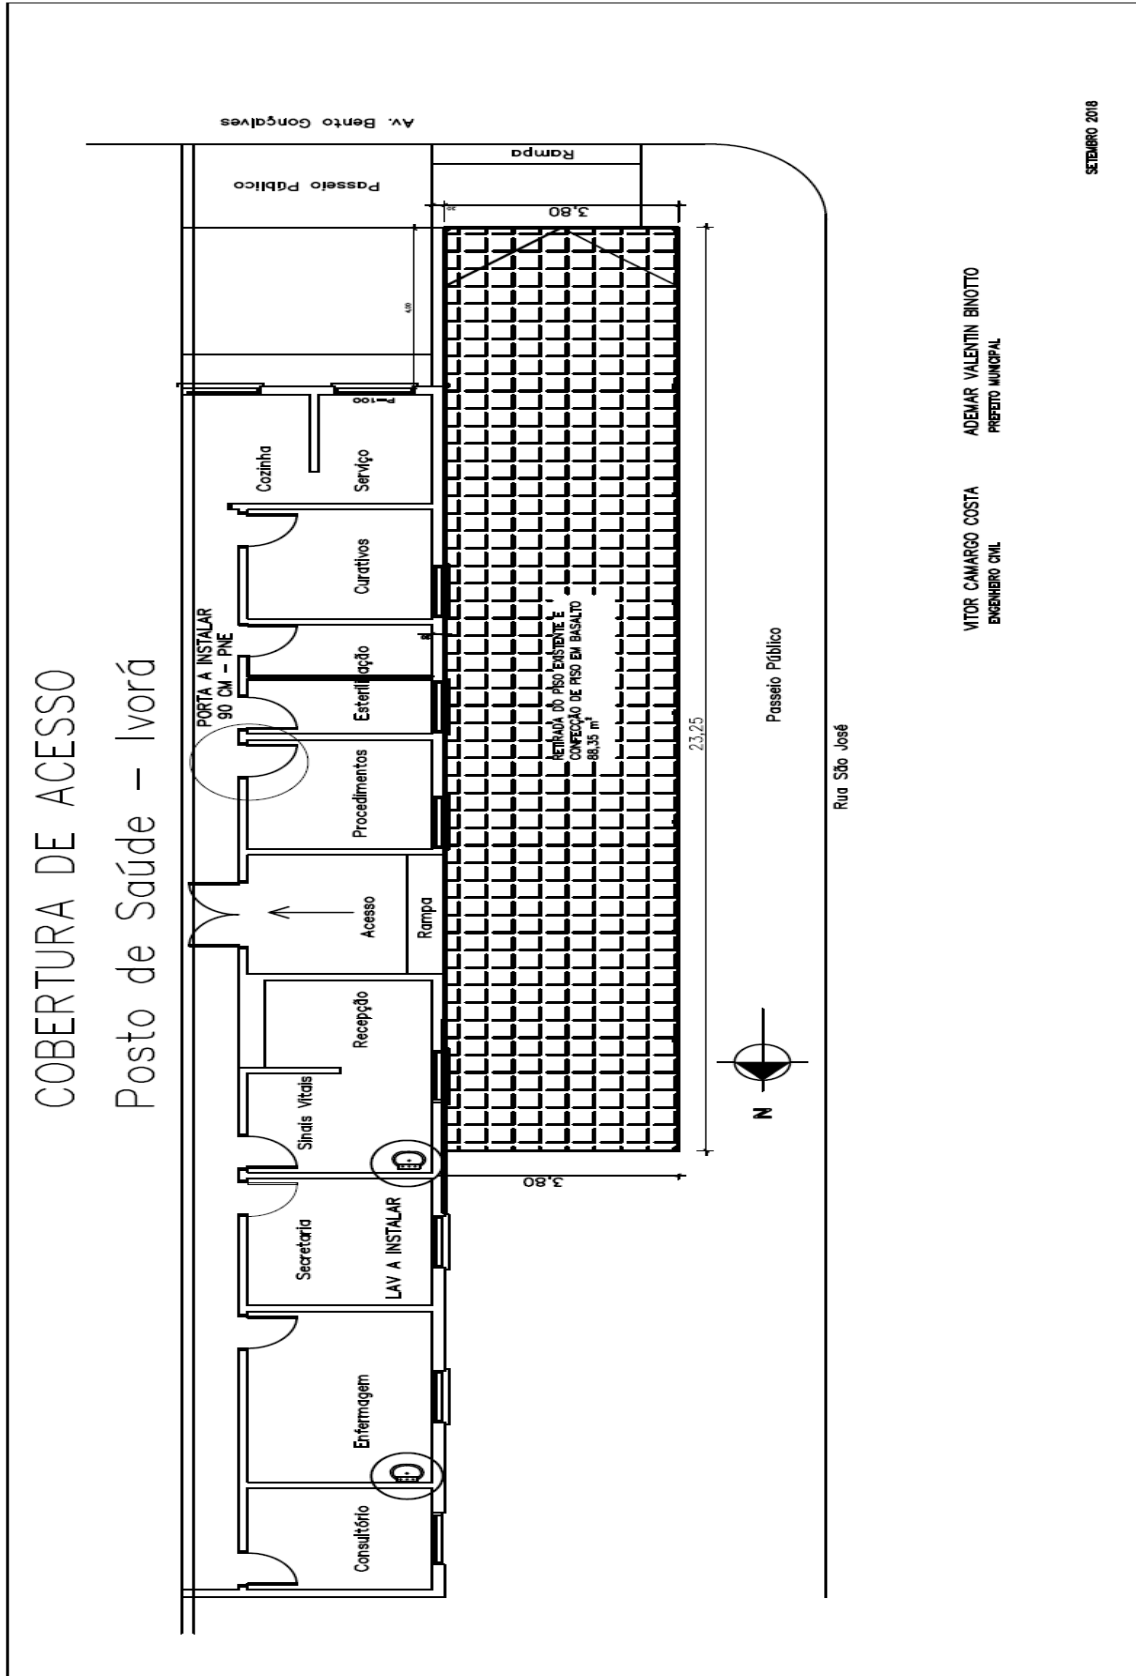 COBERTURA DE ACESSO
Posto de Saúde - Ivorá
Av. Bento Gonçalves
Passeio Público
Rampa
3,80
20
4,00
P=100
Cozinha
Serviço
Curativos
PORTA A INSTALAR
90 CM - PNE
Esterilização
Procedimentos
Acesso
Rampa
Recepção
Sinais Vitais
Secretaria
LAV A INSTALAR
Enfermagem
Consultório
RETIRADA DO PISO EXISTENTE E
CONFECÇÃO DE PISO EM BASALTO
88,35 m²
23,25
3,80
N
Passeio Público
Rua São José
VITOR CAMARGO COSTA
ENGENHEIRO CIVIL
ADEMAR VALENTIN BINOTTO
PREFEITO MUNICIPAL
SETEMBRO 2018